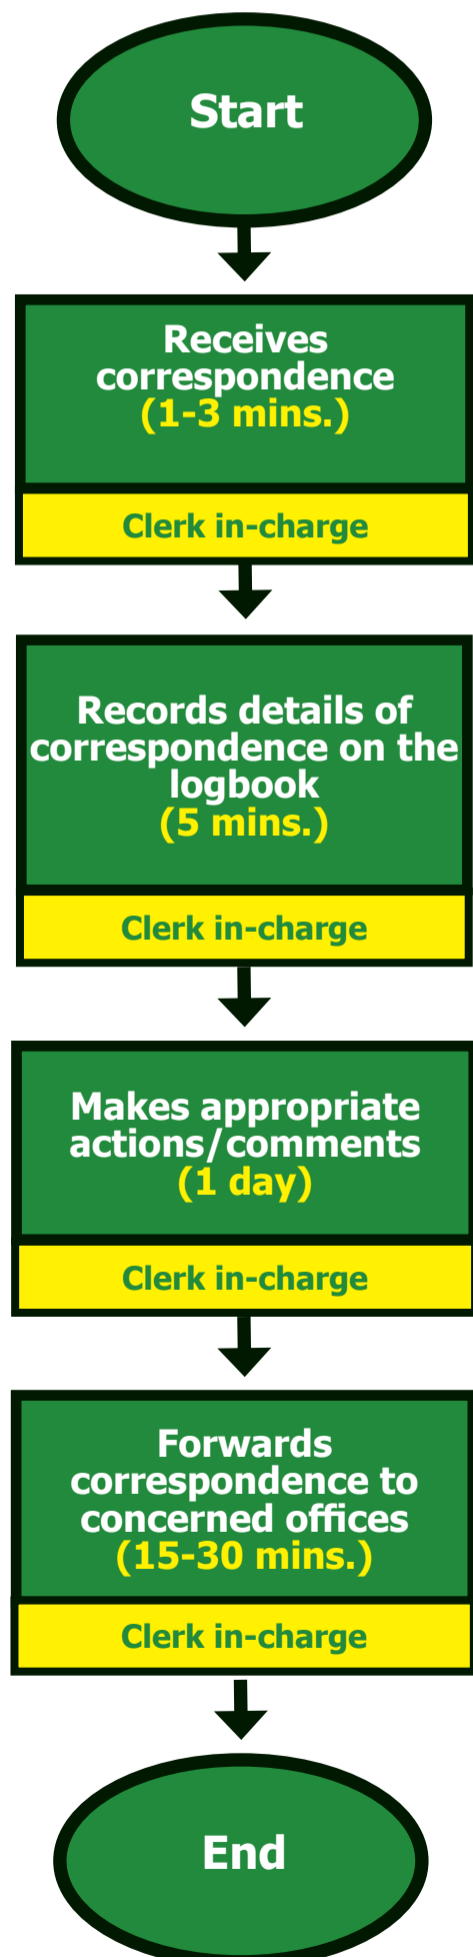 Start
Receives
correspondence
(1-3 mins.)
Clerk in-charge
Records details of
correspondence on the
logbook
(5 mins.)
Clerk in-charge
Makes appropriate
actions/comments
(1 day)
Clerk in-charge
Forwards
correspondence to
concerned offices
(15-30 mins.)
Clerk in-charge
End